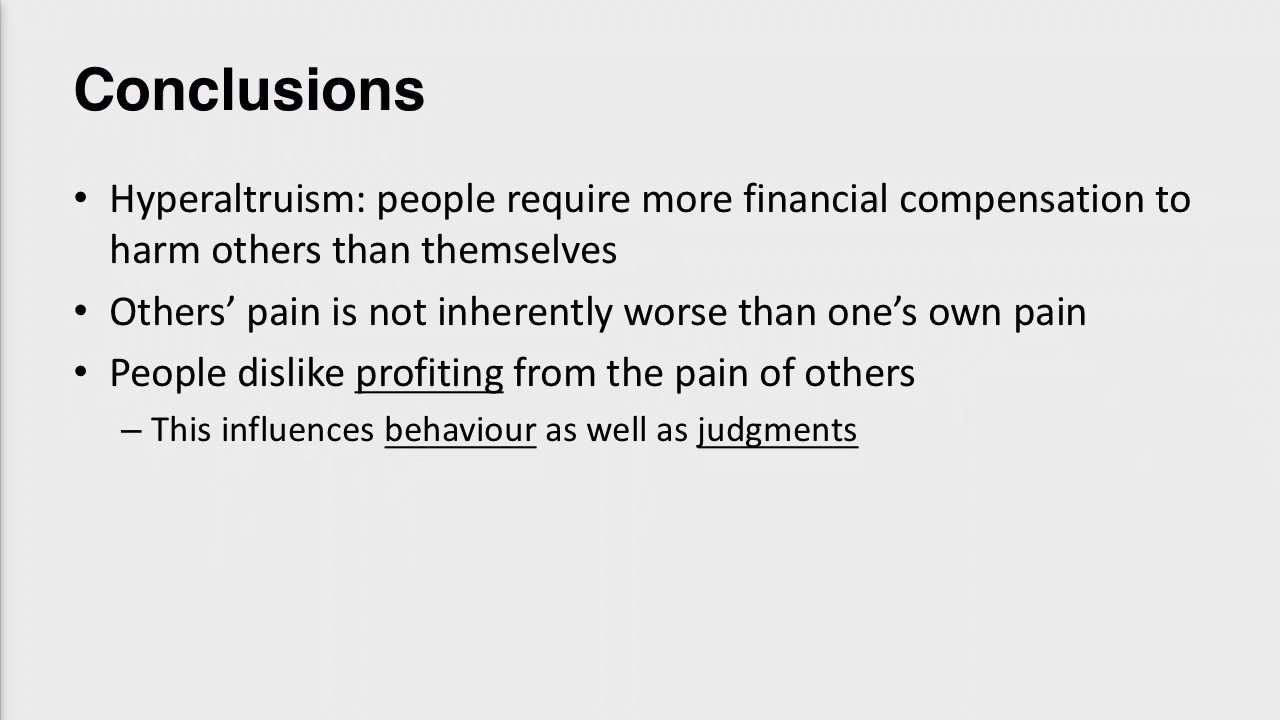 Conclusions
• Hyperaltruism: people require more financial compensation to
harm others than themselves
• Others’ pain is not inherently worse than one’s own pain
• People dislike profiting from the pain of others
– This influences behaviour as well as judgments